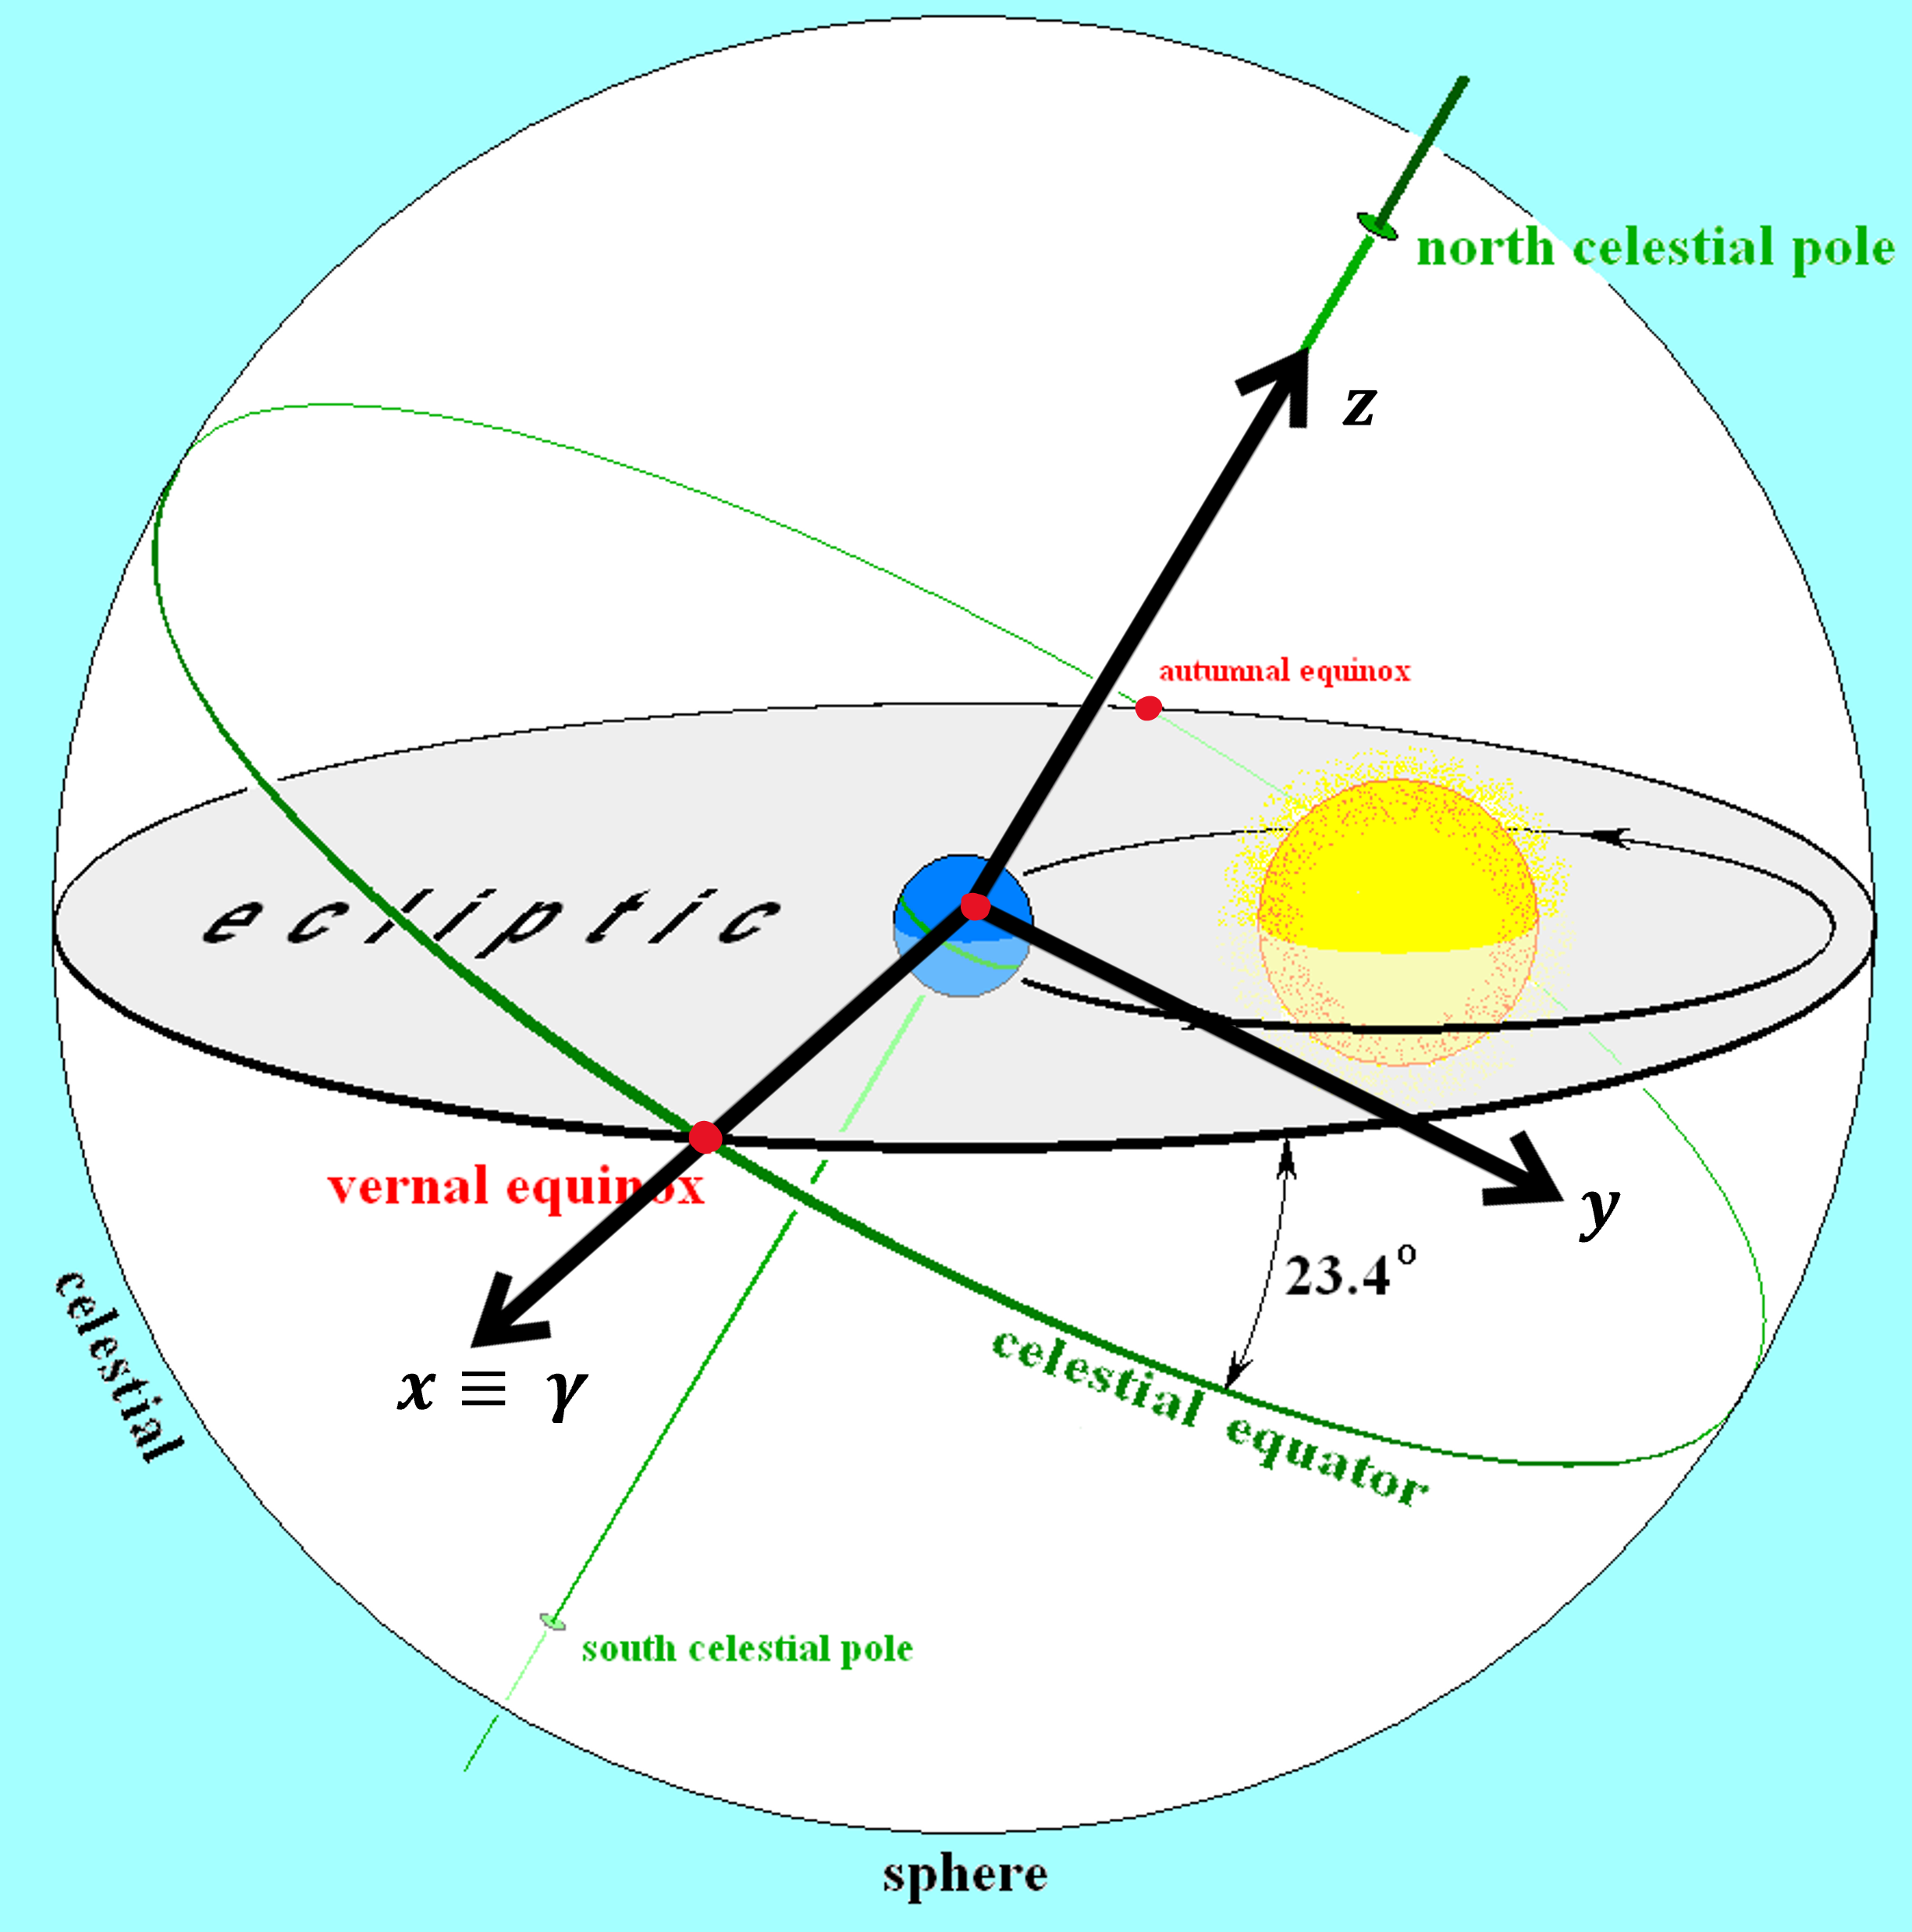 north celestial pole
z
autumnal equinox
ecliptic
vernal equinox
y
23.4°
celestial
x ≡ γ
celestial equator
south celestial pole
sphere